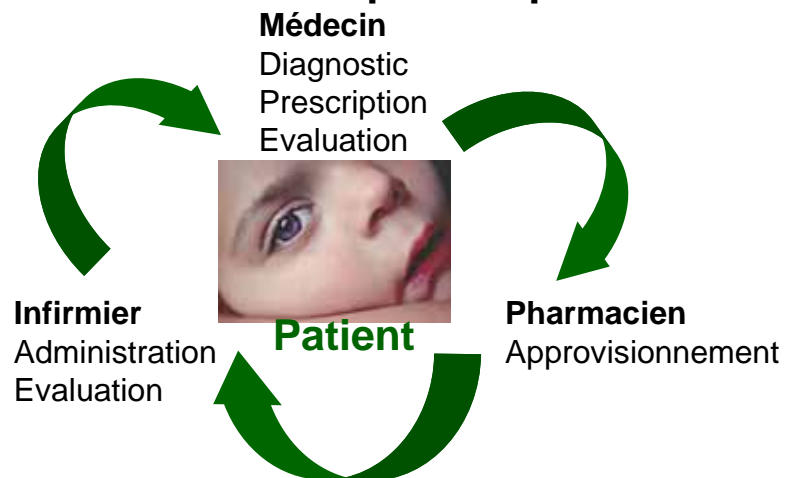 Médecin
Diagnostic
Prescription
Evaluation
Patient
Infirmier
Administration
Evaluation
Pharmacien
Approvisionnement